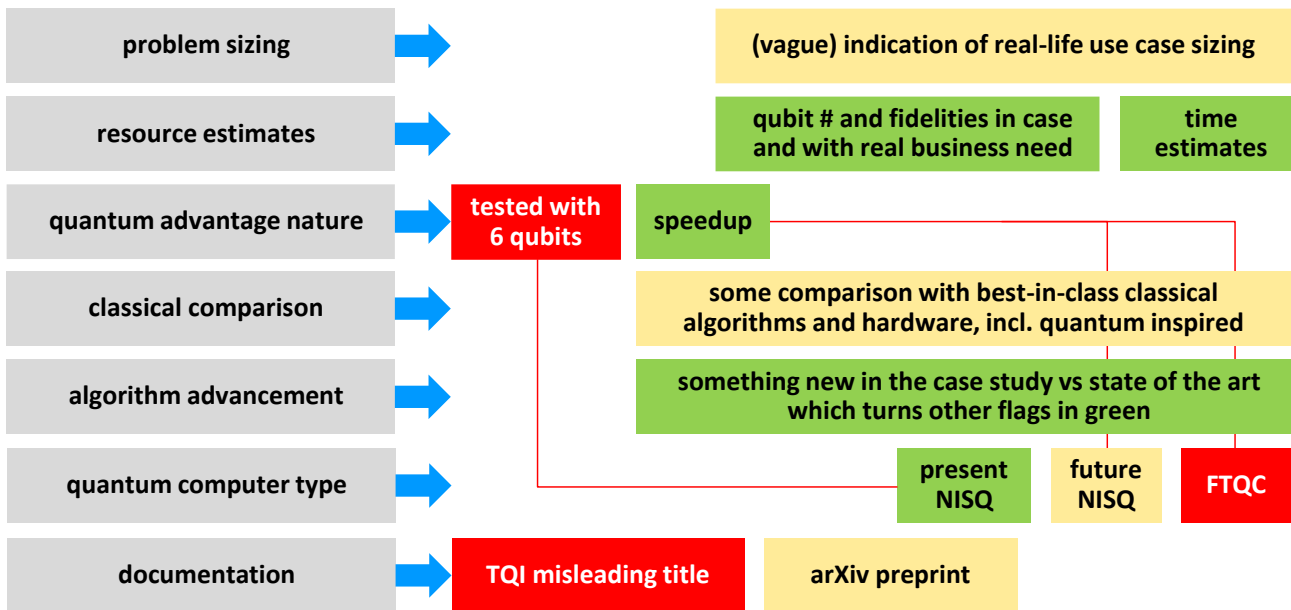 problem sizing
(vague) indication of real-life use case sizing
resource estimates
qubit # and fidelities in case
and with real business need
time
estimates
quantum advantage nature
tested with
6 qubits
speedup
classical comparison
some comparison with best-in-class classical
algorithms and hardware, incl. quantum inspired
algorithm advancement
something new in the case study vs state of the art
which turns other flags in green
quantum computer type
present
NISQ
future
NISQ
FTQC
documentation
TQI misleading title
arXiv preprint